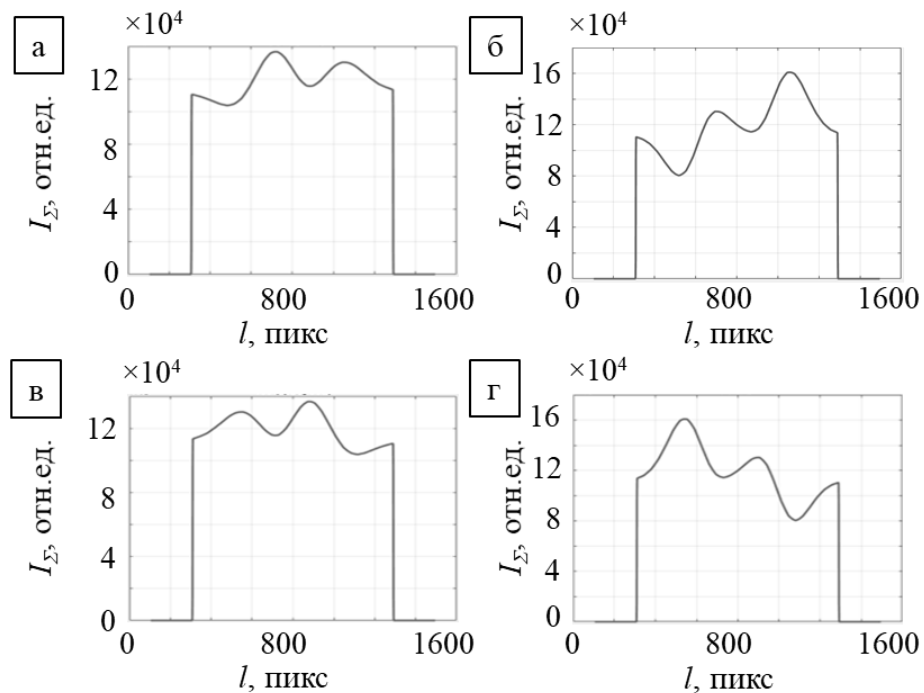 а
×10⁴
12
8
4
0
I_Σ, отн.ед.
0 800 1600
l, пикс
б
×10⁴
16
12
8
4
0
I_Σ, отн.ед.
0 800 1600
l, пикс
в
×10⁴
12
8
4
0
I_Σ, отн.ед.
0 800 1600
l, пикс
г
×10⁴
16
12
8
4
0
I_Σ, отн.ед.
0 800 1600
l, пикс